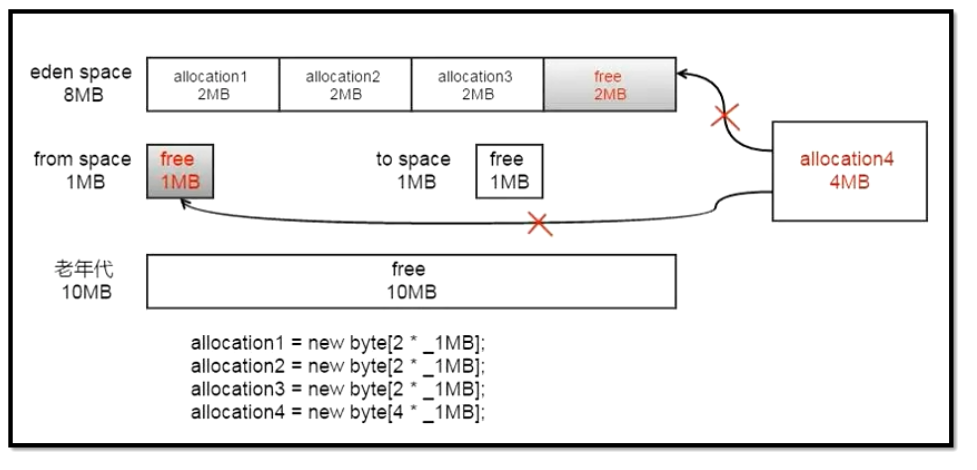 eden space
8MB
allocation1
2MB
allocation2
2MB
allocation3
2MB
free
2MB
from space
1MB
free
1MB
to space
1MB
free
1MB
allocation4
4MB
老年代
10MB
free
10MB
allocation1 = new byte[2 * _1MB];
allocation2 = new byte[2 * _1MB];
allocation3 = new byte[2 * _1MB];
allocation4 = new byte[4 * _1MB];